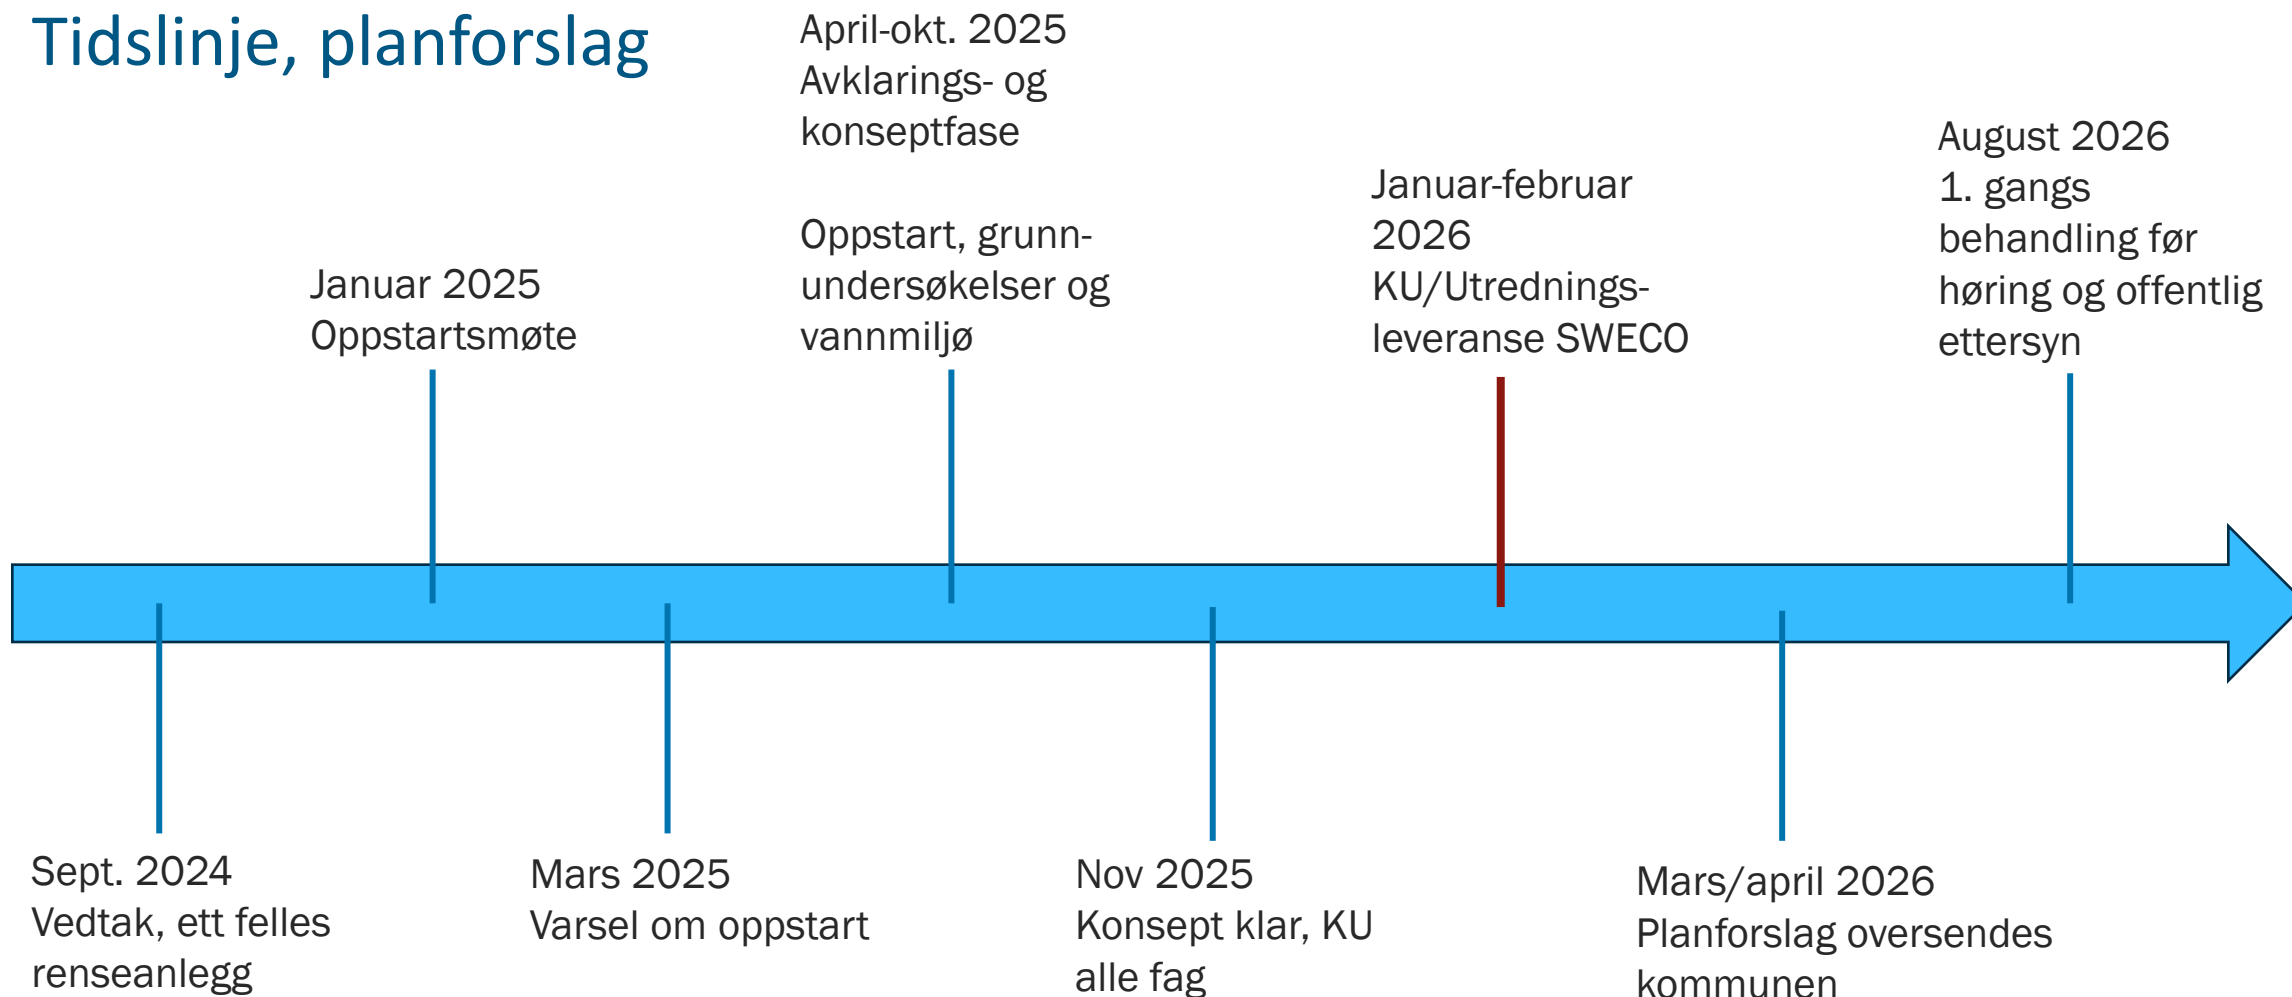 Tidslinje, planforslag
April-okt. 2025
Avklarings- og
konseptfase
Oppstart, grunn-
undersøkelser og
vannmiljø
Januar 2025
Oppstartsmøte
Januar-februar
2026
KU/Utrednings-
leveranse SWECO
August 2026
1. gangs
behandling før
høring og offentlig
ettersyn
Sept. 2024
Vedtak, ett felles
renseanlegg
Mars 2025
Varsel om oppstart
Nov 2025
Konsept klar, KU
alle fag
Mars/april 2026
Planforslag oversendes
kommunen